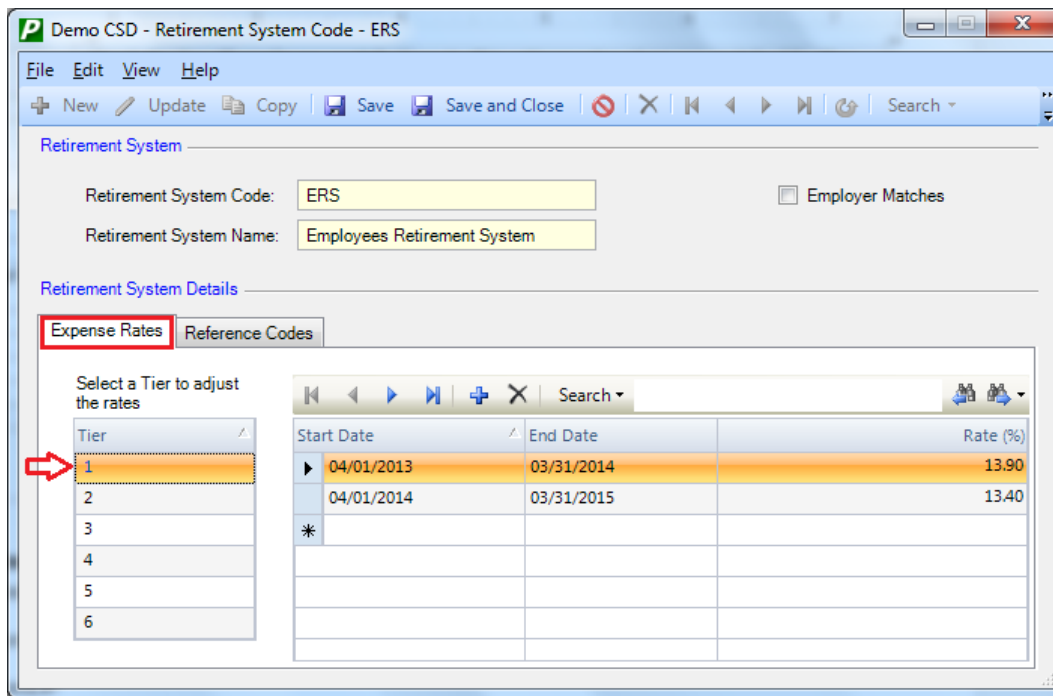 Demo CSD - Retirement System Code - ERS
File Edit View Help
New Update Copy Save Save and Close Search
Retirement System
Retirement System Code: ERS Employer Matches
Retirement System Name: Employees Retirement System
Retirement System Details
Expense Rates Reference Codes
Select a Tier to adjust
the rates
Search
Tier Start Date End Date Rate (%)
1 04/01/2013 03/31/2014 13.90
2 04/01/2014 03/31/2015 13.40
3
4
5
6